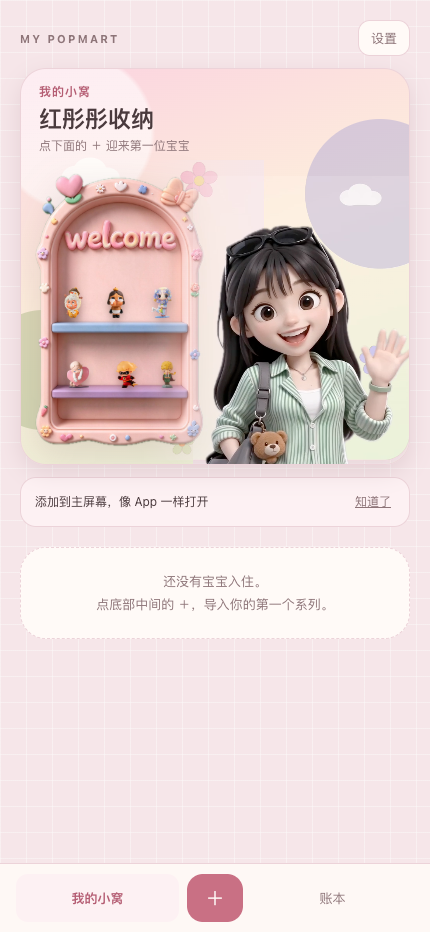 MY POPMART
设置
我的小窝
红彤彤收纳
点下面的 ＋ 迎来第一位宝宝
welcome
添加到主屏幕，像 App 一样打开
知道了
还没有宝宝入住。
点底部中间的 ＋，导入你的第一个系列。
我的小窝
＋
账本